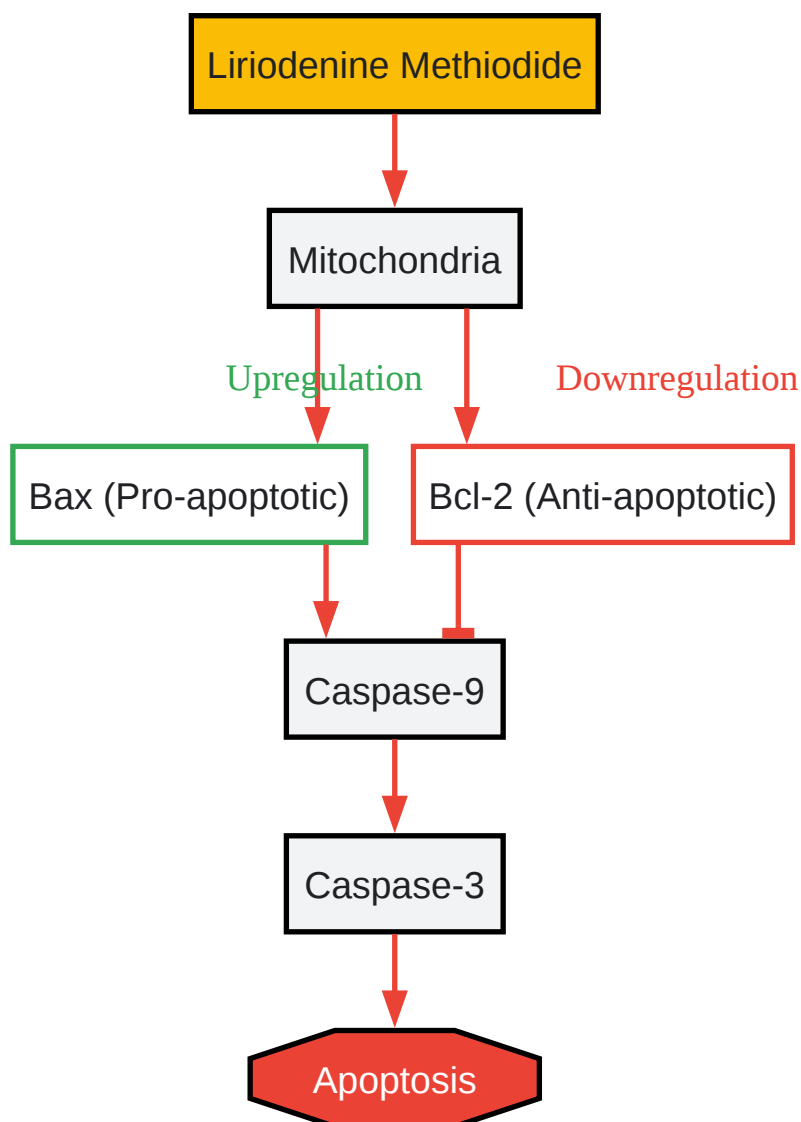 Liriodenine Methiodide
Mitochondria
Upregulation
Downregulation
Bax (Pro-apoptotic)
Bcl-2 (Anti-apoptotic)
Caspase-9
Caspase-3
Apoptosis